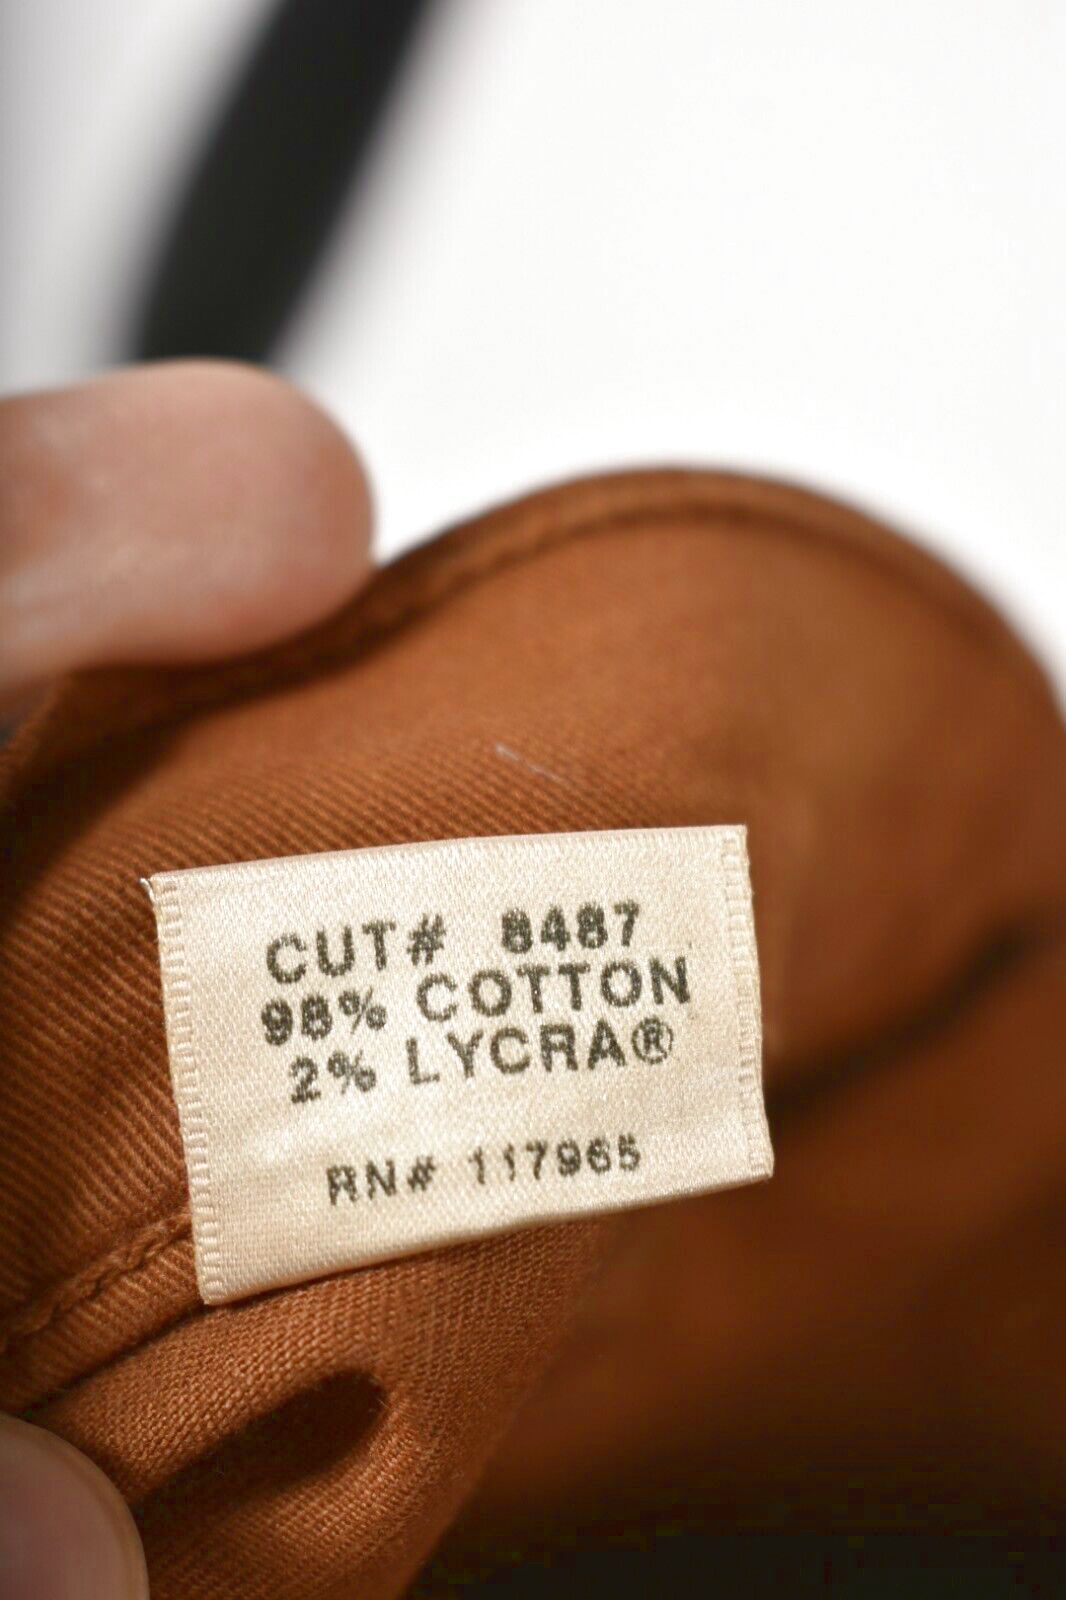 CUT# 8487
98% COTTON
2% LYCRA®
RN# 117965